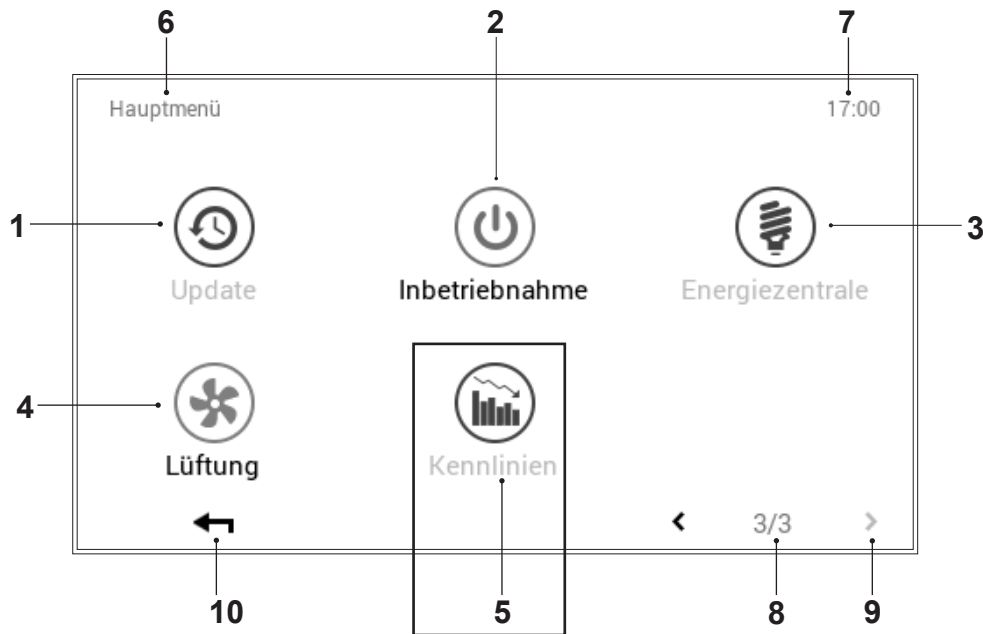 6 2 7
Hauptmenü 17:00
1 3
Update Inbetriebnahme Energiezentrale
4
Lüftung Kennlinien
< 3/3 >
10 5 8 9